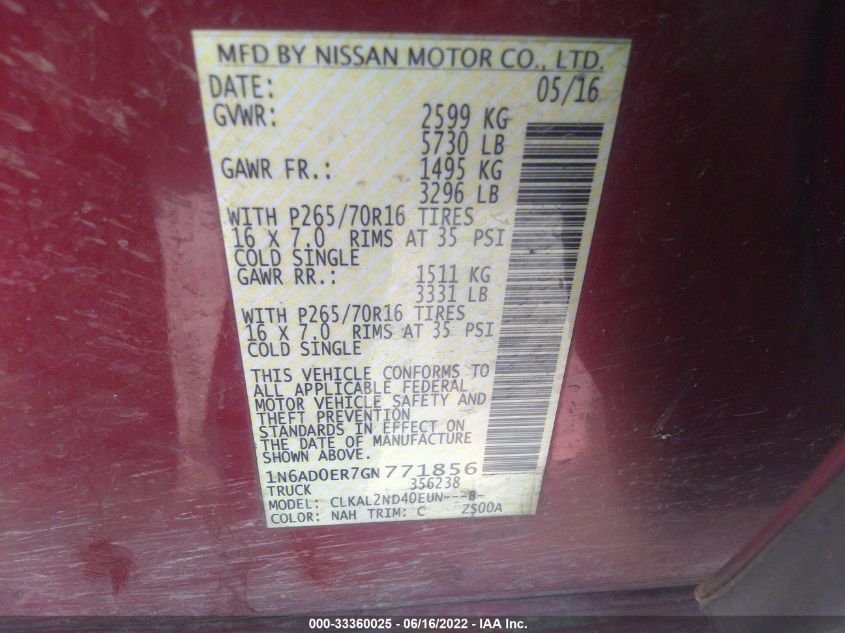 MFD BY NISSAN MOTOR CO., LTD.
DATE: 05/16
GVWR: 2599 KG
5730 LB
GAWR FR.: 1495 KG
3296 LB
WITH P265/70R16 TIRES
16 X 7.0 RIMS AT 35 PSI
COLD SINGLE
GAWR RR.: 1511 KG
3331 LB
WITH P265/70R16 TIRES
16 X 7.0 RIMS AT 35 PSI
COLD SINGLE
THIS VEHICLE CONFORMS TO
ALL APPLICABLE FEDERAL
MOTOR VEHICLE SAFETY AND
THEFT PREVENTION
STANDARDS IN EFFECT ON
THE DATE OF MANUFACTURE
SHOWN ABOVE.
1N6AD0ER7GN771856
TRUCK 356238
MODEL: CLKAL2ND40EUN---B-
COLOR: NAH TRIM: C ZS00A
000-33360025 - 06/16/2022 - IAA Inc.